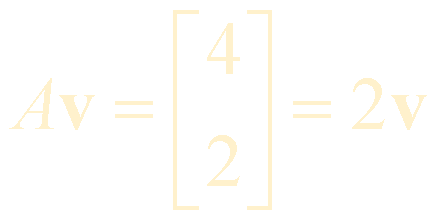 Av = [4 2] = 2v